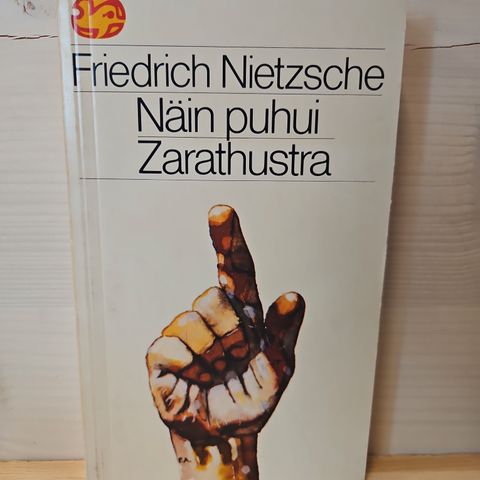 Friedrich Nietzsche
Näin puhui
Zarathustra